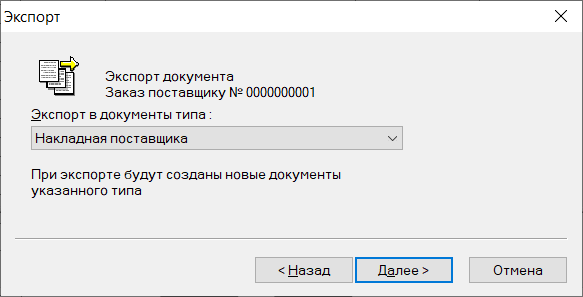 Экспорт
Экспорт документа
Заказ поставщику № 0000000001
Экспорт в документы типа :
Накладная поставщика
При экспорте будут созданы новые документы
указанного типа
< Назад
Далее >
Отмена